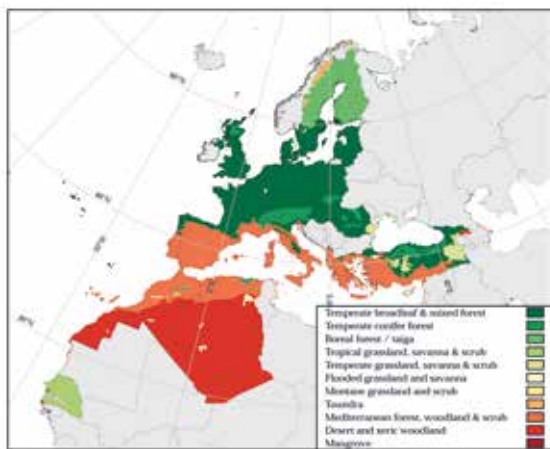 Temperate broadleaf & mixed forest
Temperate conifer forest
Boreal forest / taiga
Tropical grassland, savanna & scrub
Temperate grassland, savanna & scrub
Flooded grassland and savanna
Montane grassland and scrub
Toundra
Mediterranean forest, woodland & scrub
Desert and xeric woodland
Mangrove